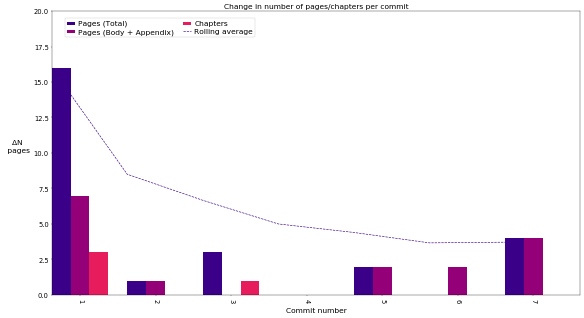 Change in number of pages/chapters per commit
Pages (Total)
Pages (Body + Appendix)
Chapters
Rolling average
20.0
17.5
15.0
12.5
10.0
7.5
5.0
2.5
0.0
ΔN
pages
1
2
3
4
5
6
7
Commit number